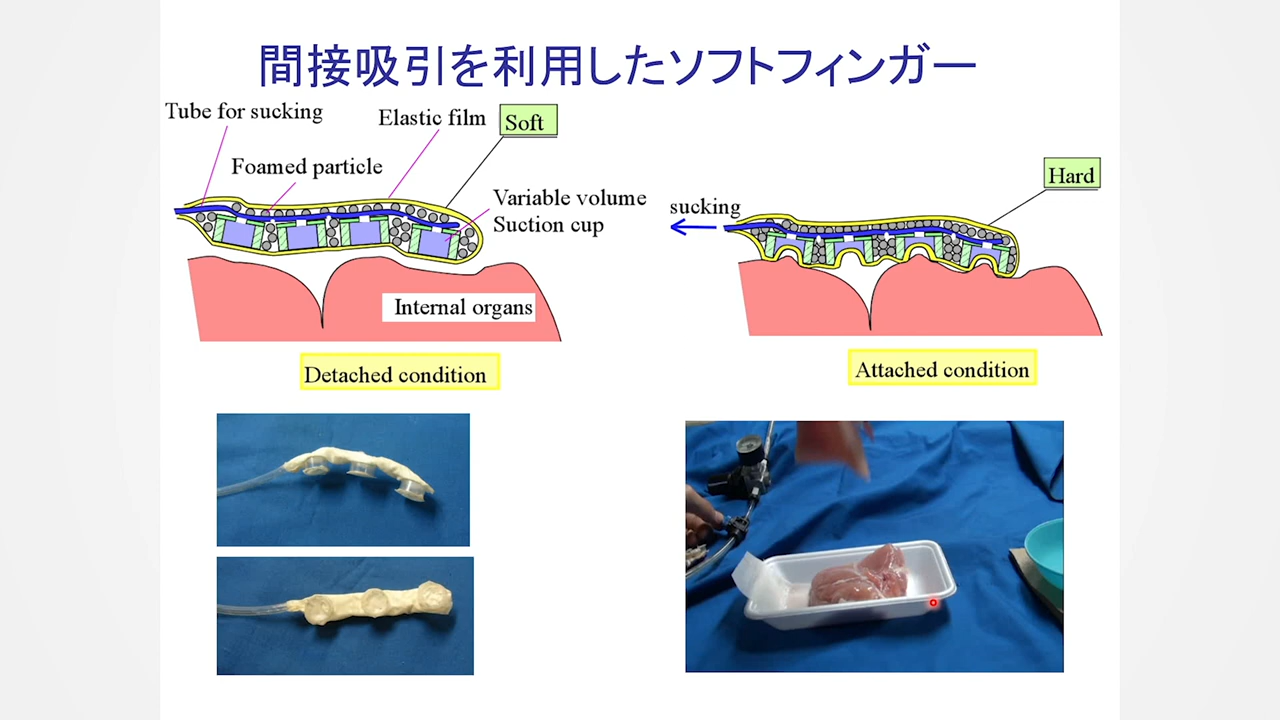 間接吸引を利用したソフトフィンガー
Tube for sucking
Elastic film
Soft
Foamed particle
Variable volume
Suction cup
Internal organs
Detached condition
Hard
sucking
Attached condition